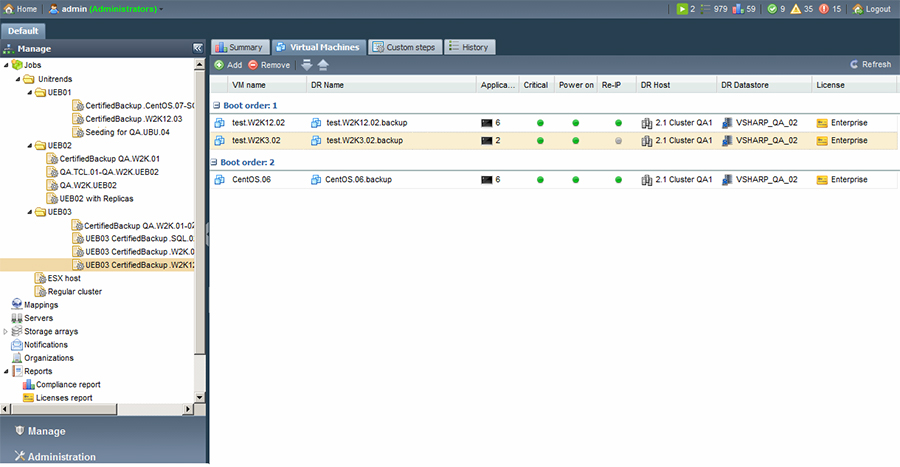 Home admin (Administrators) 2 979 59 9 35 15 Logout
Default
Manage
Jobs
Unitrends
UEB01
CertifiedBackup .CentOS.07-SC
CertifiedBackup .W2K12.03
Seeding for QA.UBU.04
UEB02
CertifiedBackup QA.W2K.01
QA.TCL.01-QA.W2K.UEB02
QA.W2K.UEB02
UEB02 with Replicas
UEB03
CertifiedBackup QA.W2K.01-07
UEB03 CertifiedBackup .SQL.0
UEB03 CertifiedBackup .W2K.0
UEB03 CertifiedBackup .W2K12
ESX host
Regular cluster
Mappings
Servers
Storage arrays
Notifications
Organizations
Reports
Compliance report
Licenses report
Manage
Administration
Summary Virtual Machines Custom steps History
Add Remove Refresh
VM name DR Name Applica... Critical Power on Re-IP DR Host DR Datastore License
Boot order: 1
test.W2K12.02 test.W2K12.02.backup 6 2.1 Cluster QA1 VSHARP_QA_02 Enterprise
test.W2K3.02 test.W2K3.02.backup 2 2.1 Cluster QA1 VSHARP_QA_02 Enterprise
Boot order: 2
CentOS.06 CentOS.06.backup 6 2.1 Cluster QA1 VSHARP_QA_02 Enterprise